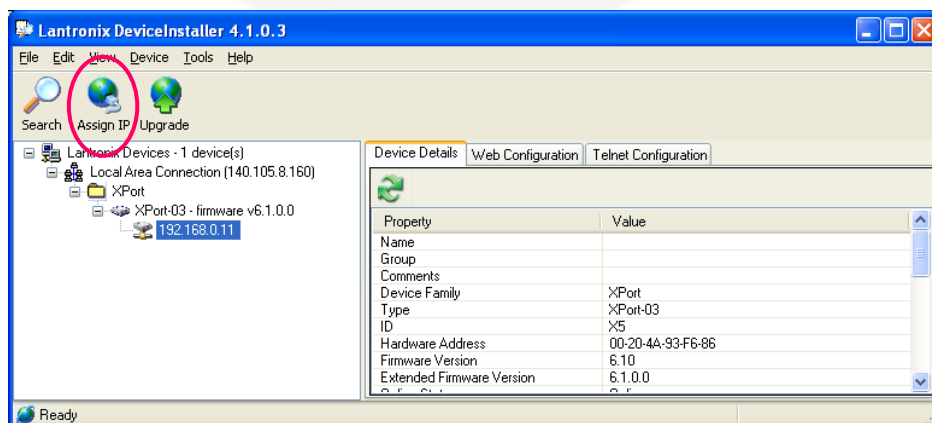 Lantronix DeviceInstaller 4.1.0.3
File Edit View Device Tools Help
Search Assign IP Upgrade
Lantronix Devices - 1 device(s)
Local Area Connection (140.105.8.160)
XPort
XPort-03 - firmware v6.1.0.0
192.168.0.11
Device Details Web Configuration Telnet Configuration
Property Value
Name
Group
Comments
Device Family XPort
Type XPort-03
ID X5
Hardware Address 00-20-4A-93-F6-86
Firmware Version 6.10
Extended Firmware Version 6.1.0.0
Ready